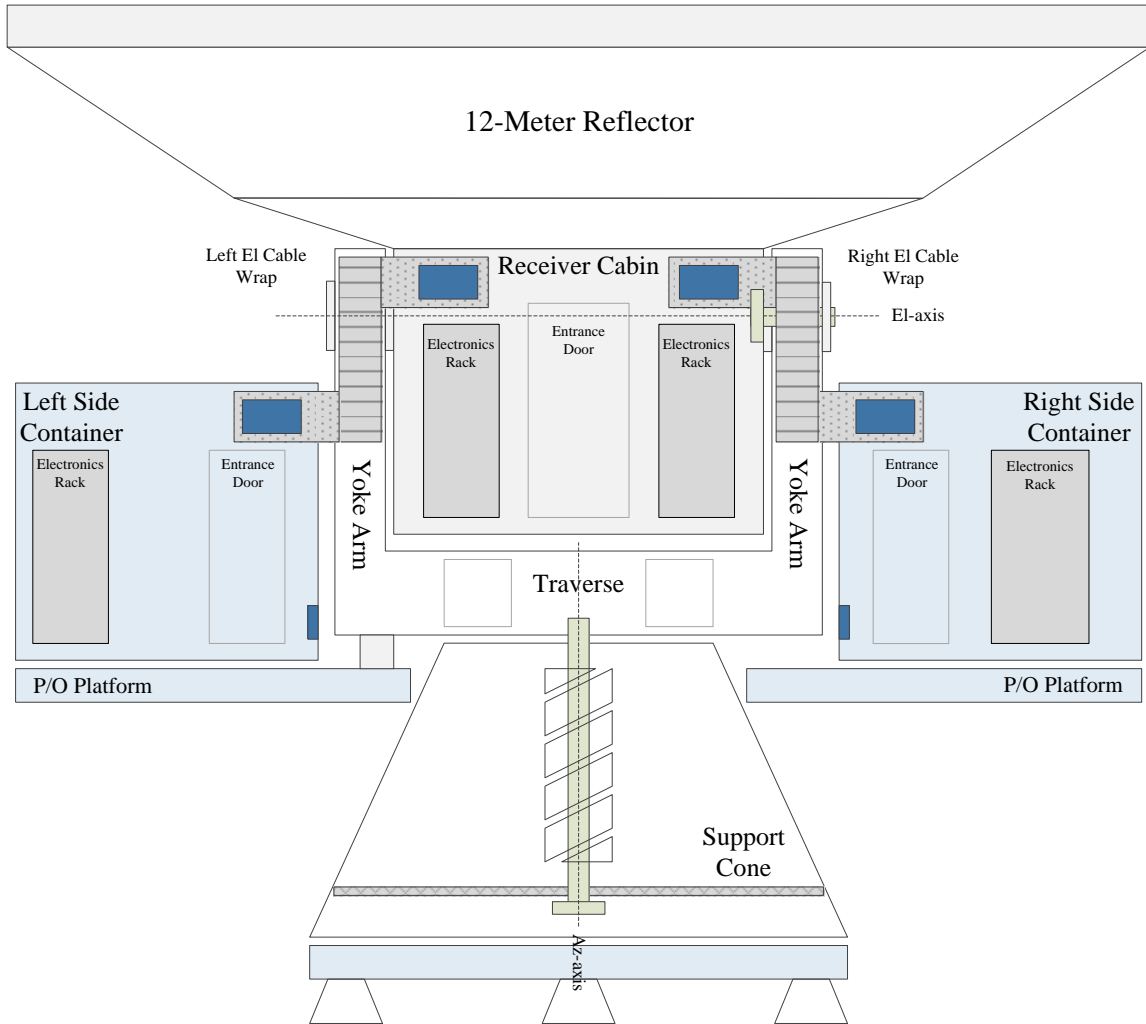 12-Meter Reflector
Left El Cable
Wrap
Receiver Cabin
Right El Cable
Wrap
El-axis
Electronics
Rack
Entrance
Door
Electronics
Rack
Left Side
Container
Electronics
Rack
Entrance
Door
Yoke Arm
Yoke Arm
Right Side
Container
Entrance
Door
Electronics
Rack
Traverse
P/O Platform
P/O Platform
Support
Cone
Az-axis